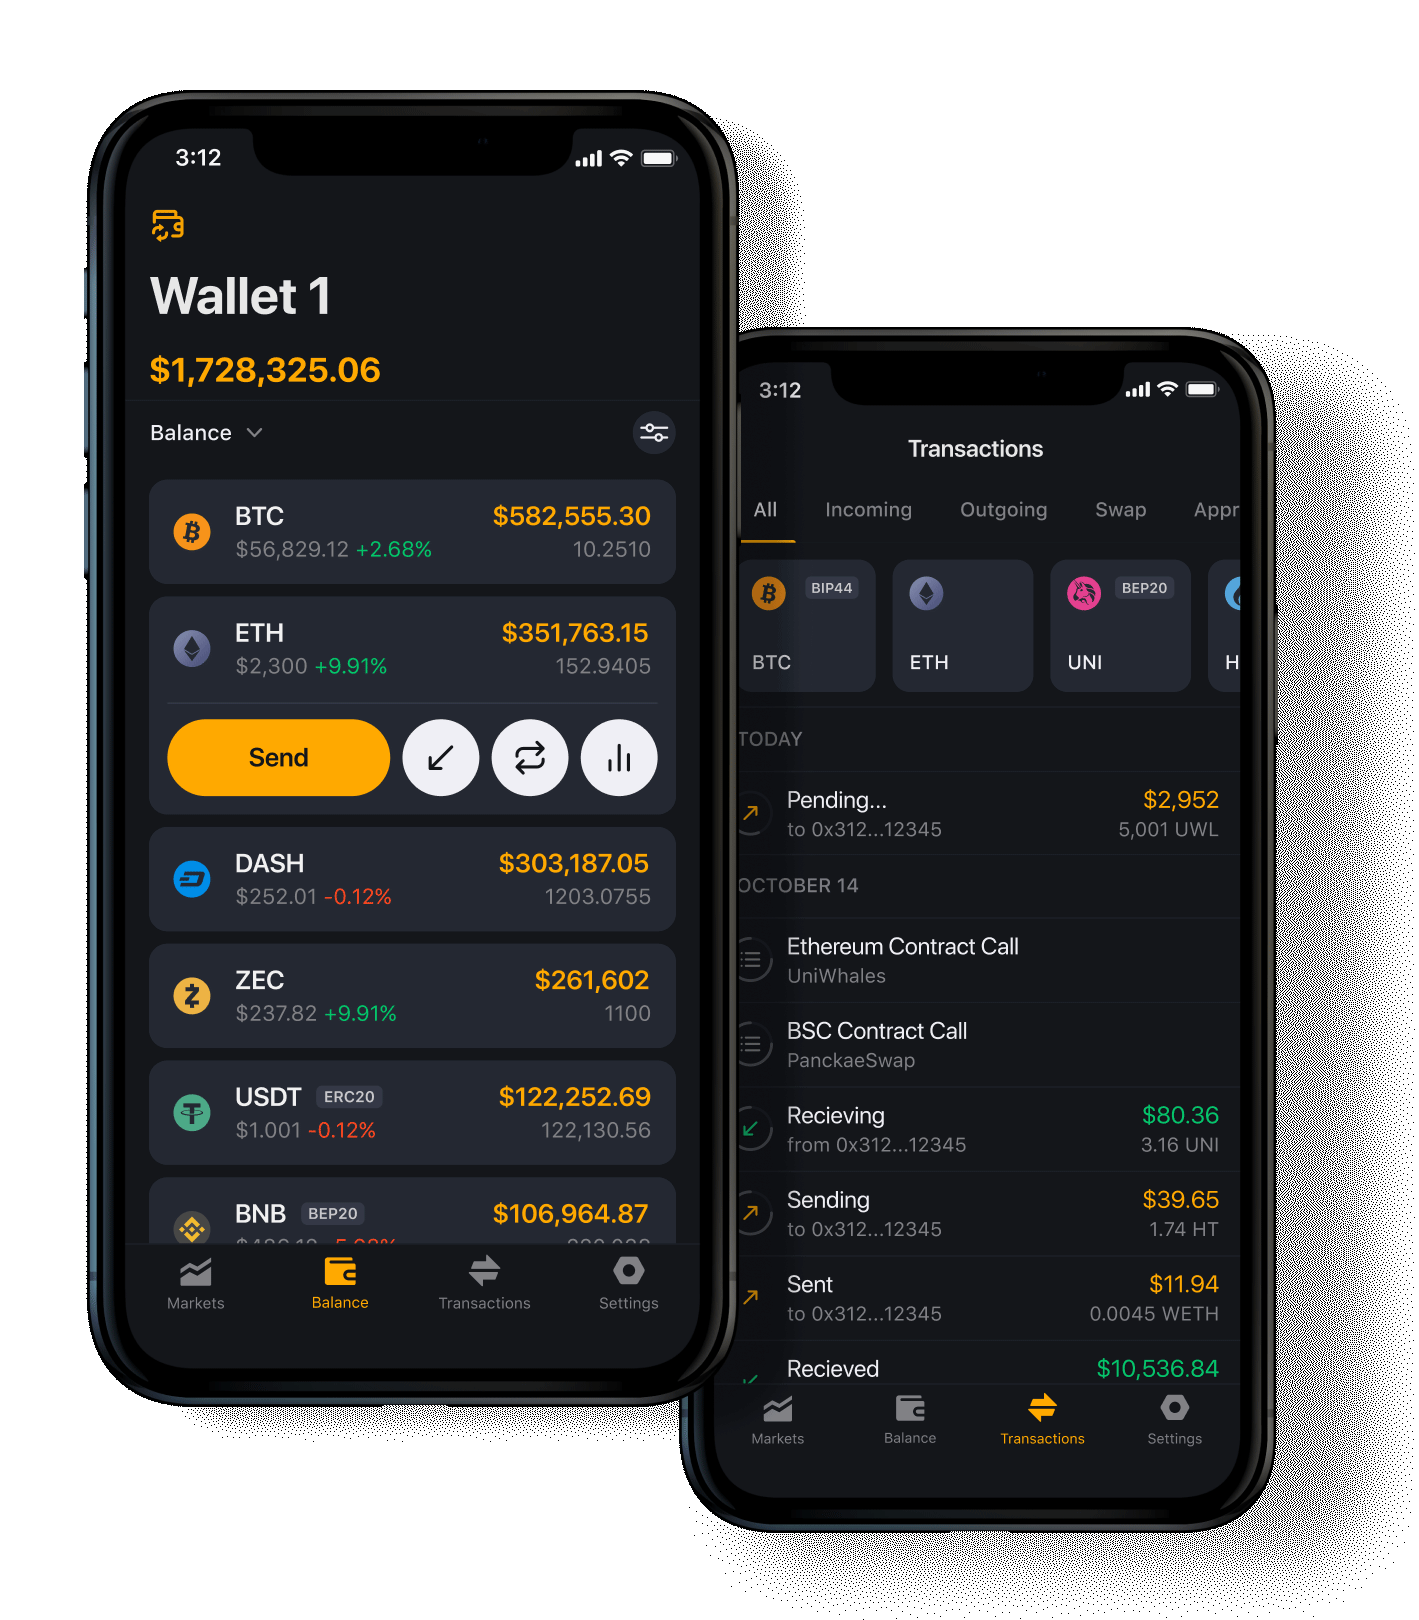 3:12
Wallet 1
$1,728,325.06
Balance
BTC $582,555.30
$56,829.12 +2.68% 10.2510
ETH $351,763.15
$2,300 +9.91% 152.9405
Send
DASH $303,187.05
$252.01 -0.12% 1203.0755
ZEC $261,602
$237.82 +9.91% 1100
USDT ERC20 $122,252.69
$1.001 -0.12% 122,130.56
BNB BEP20 $106,964.87
Markets Balance Transactions Settings
3:12
Transactions
All Incoming Outgoing Swap Appr
BIP44 BEP20
BTC ETH UNI H
TODAY
Pending... $2,952
to 0x312...12345 5,001 UWL
OCTOBER 14
Ethereum Contract Call
UniWhales
BSC Contract Call
PanckaeSwap
Recieving $80.36
from 0x312...12345 3.16 UNI
Sending $39.65
to 0x312...12345 1.74 HT
Sent $11.94
to 0x312...12345 0.0045 WETH
Recieved $10,536.84
Markets Balance Transactions Settings